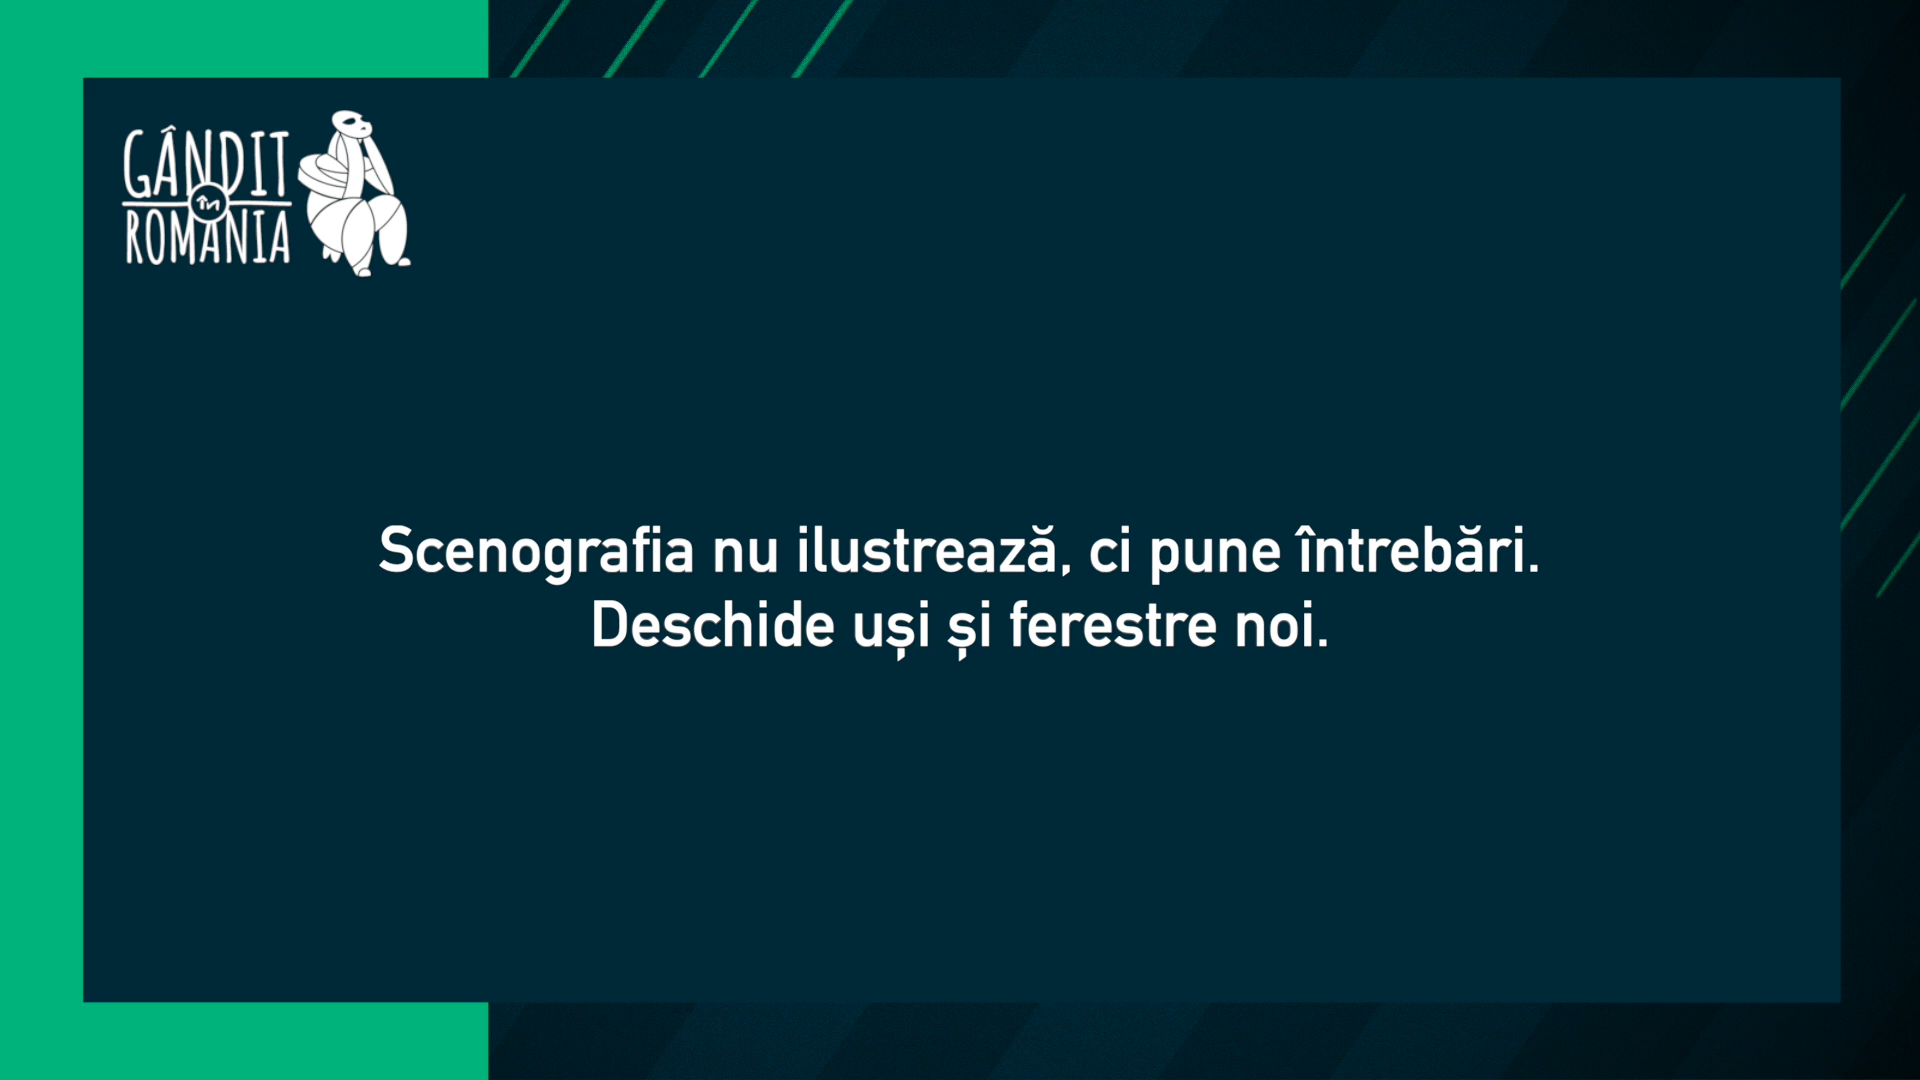 GÂNDIT
în
ROMÂNIA
Scenografia nu ilustrează, ci pune întrebări.
Deschide uși și ferestre noi.